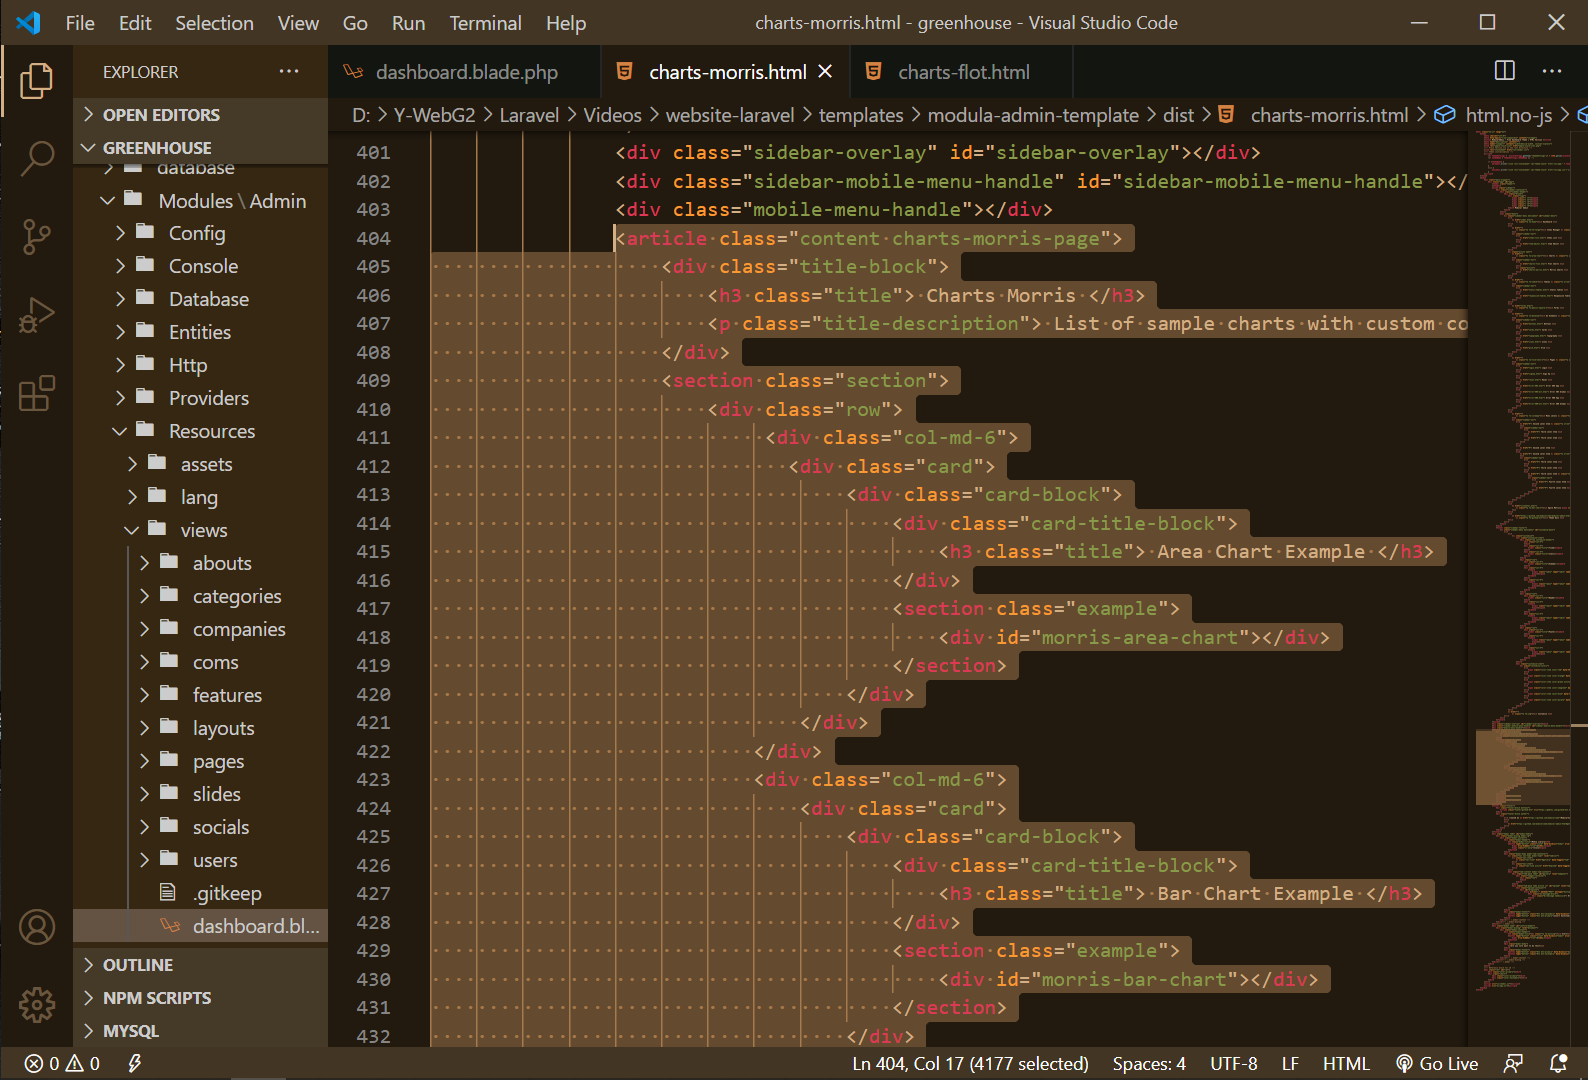 File Edit Selection View Go Run Terminal Help charts-morris.html - greenhouse - Visual Studio Code
EXPLORER
OPEN EDITORS
GREENHOUSE
database
Modules \ Admin
Config
Console
Database
Entities
Http
Providers
Resources
assets
lang
views
abouts
categories
companies
coms
features
layouts
pages
slides
socials
users
.gitkeep
dashboard.bl...
OUTLINE
NPM SCRIPTS
MYSQL
dashboard.blade.php charts-morris.html charts-flot.html
D: > Y-WebG2 > Laravel > Videos > website-laravel > templates > modula-admin-template > dist > charts-morris.html > html.no-js >
401 <div class="sidebar-overlay" id="sidebar-overlay"></div>
402 <div class="sidebar-mobile-menu-handle" id="sidebar-mobile-menu-handle"></
403 <div class="mobile-menu-handle"></div>
404 <article class="content charts-morris-page">
405 <div class="title-block">
406 <h3 class="title"> Charts Morris </h3>
407 <p class="title-description"> List of sample charts with custom co
408 </div>
409 <section class="section">
410 <div class="row">
411 <div class="col-md-6">
412 <div class="card">
413 <div class="card-block">
414 <div class="card-title-block">
415 <h3 class="title"> Area Chart Example </h3>
416 </div>
417 <section class="example">
418 <div id="morris-area-chart"></div>
419 </section>
420 </div>
421 </div>
422 </div>
423 <div class="col-md-6">
424 <div class="card">
425 <div class="card-block">
426 <div class="card-title-block">
427 <h3 class="title"> Bar Chart Example </h3>
428 </div>
429 <section class="example">
430 <div id="morris-bar-chart"></div>
431 </section>
432 </div>
0 0 Ln 404, Col 17 (4177 selected) Spaces: 4 UTF-8 LF HTML Go Live